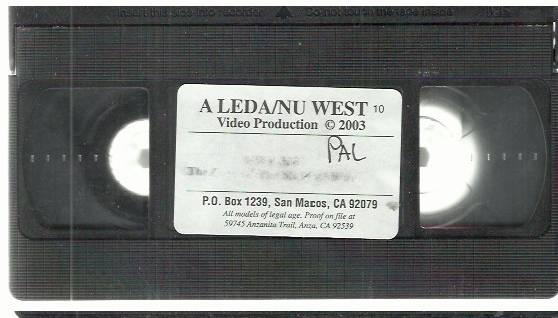 Insert this side into recorder ▲ Do not touch the tape inside
A LEDA/NU WEST 10
Video Production © 2003
PAL
P.O. Box 1239, San Macos, CA 92079
All models of legal age. Proof on file at
59745 Anzanita Trail, Anza, CA 92539